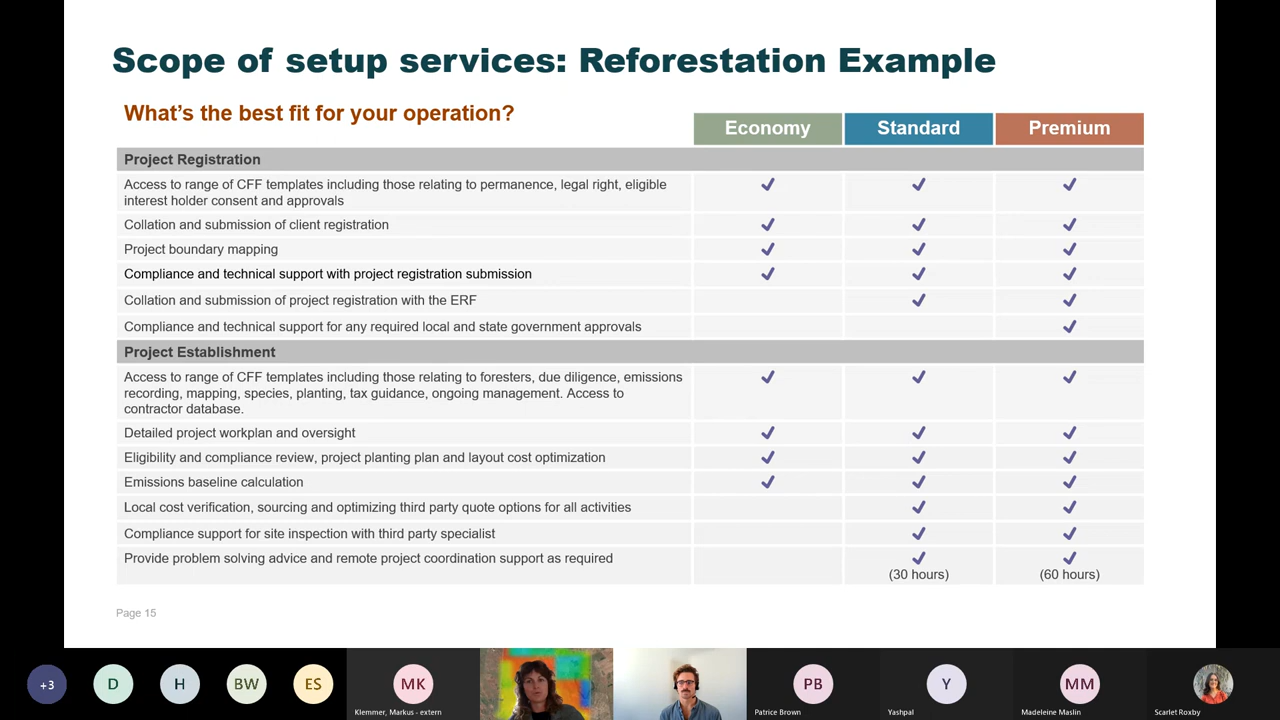 Scope of setup services: Reforestation Example
What's the best fit for your operation?
Economy Standard Premium
Project Registration
Access to range of CFF templates including those relating to permanence, legal right, eligible
interest holder consent and approvals
Collation and submission of client registration
Project boundary mapping
Compliance and technical support with project registration submission
Collation and submission of project registration with the ERF
Compliance and technical support for any required local and state government approvals
Project Establishment
Access to range of CFF templates including those relating to foresters, due diligence, emissions
recording, mapping, species, planting, tax guidance, ongoing management. Access to
contractor database.
Detailed project workplan and oversight
Eligibility and compliance review, project planting plan and layout cost optimization
Emissions baseline calculation
Local cost verification, sourcing and optimizing third party quote options for all activities
Compliance support for site inspection with third party specialist
Provide problem solving advice and remote project coordination support as required
(30 hours) (60 hours)
Page 15
+3 D H BW ES MK PB Y MM
Klemmer, Markus - extern Patrice Brown Yashpal Madeleine Maslin Scarlet Roxby